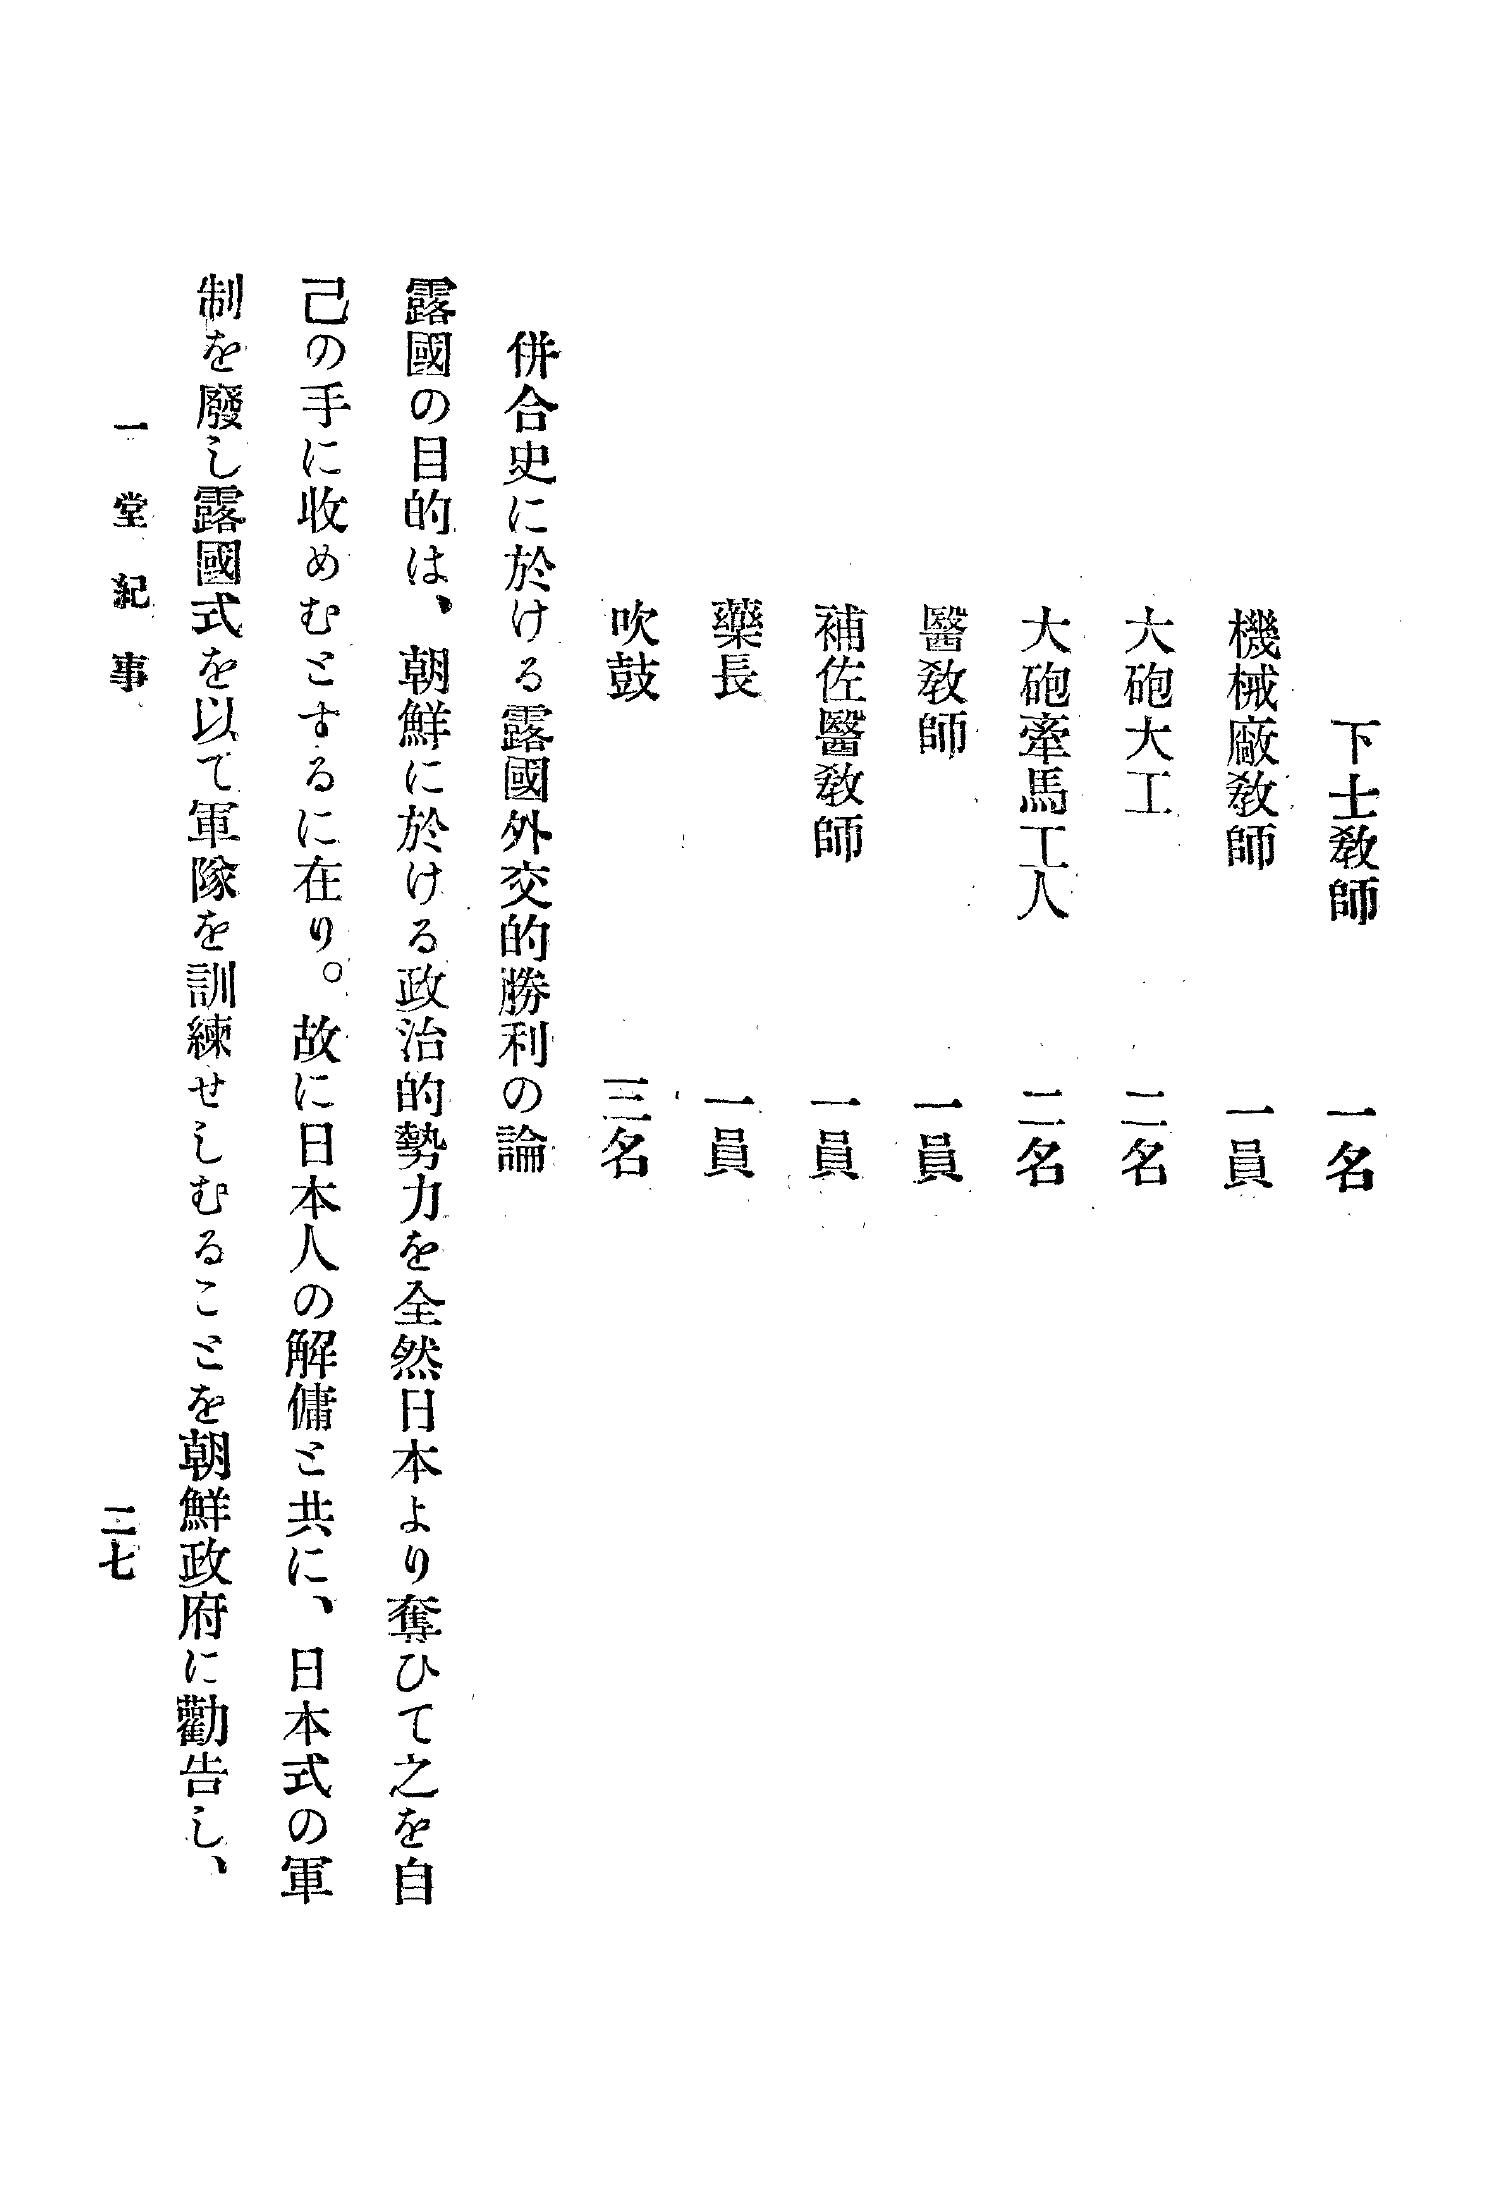 下士教師　一名
機械廠教師　一員
大砲大工　二名
大砲牽馬工人　二名
醫教師　一員
補佐醫教師　一員
藥長　一員
吹鼓　三名
併合史に於ける露國外交的勝利の論
露國の目的は、朝鮮に於ける政治的勢力を全然日本より奪ひて之を自
己の手に收めむとするに在り。故に日本人の解傭と共に、日本式の軍
制を廢し露國式を以て軍隊を訓練せしむることを朝鮮政府に勸告し、
一堂紀事
二七